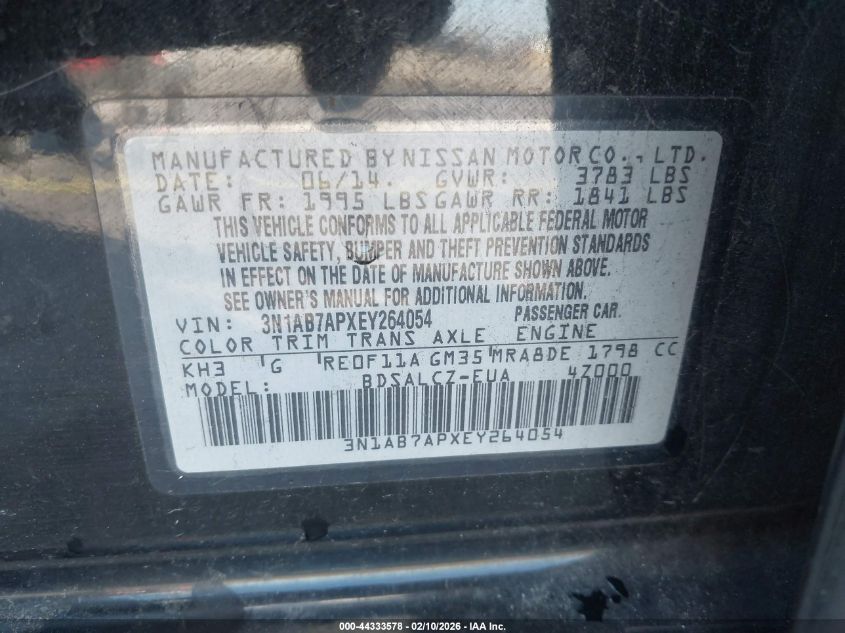 MANUFACTURED BY NISSAN MOTOR CO., LTD.
DATE: 06/14. GVWR: 3783 LBS
GAWR FR: 1995 LBS GAWR RR: 1841 LBS
THIS VEHICLE CONFORMS TO ALL APPLICABLE FEDERAL MOTOR
VEHICLE SAFETY, BUMPER AND THEFT PREVENTION STANDARDS
IN EFFECT ON THE DATE OF MANUFACTURE SHOWN ABOVE.
SEE OWNER'S MANUAL FOR ADDITIONAL INFORMATION.
VIN: 3N1AB7APXEY264054 PASSENGER CAR.
COLOR TRIM TRANS AXLE ENGINE
KH3 G RE0F11A GM35 MRA8DE 1798 CC
MODEL: BDSALCZ-EUA 4Z000
3N1AB7APXEY264054
000-44333578 - 02/10/2026 - IAA Inc.